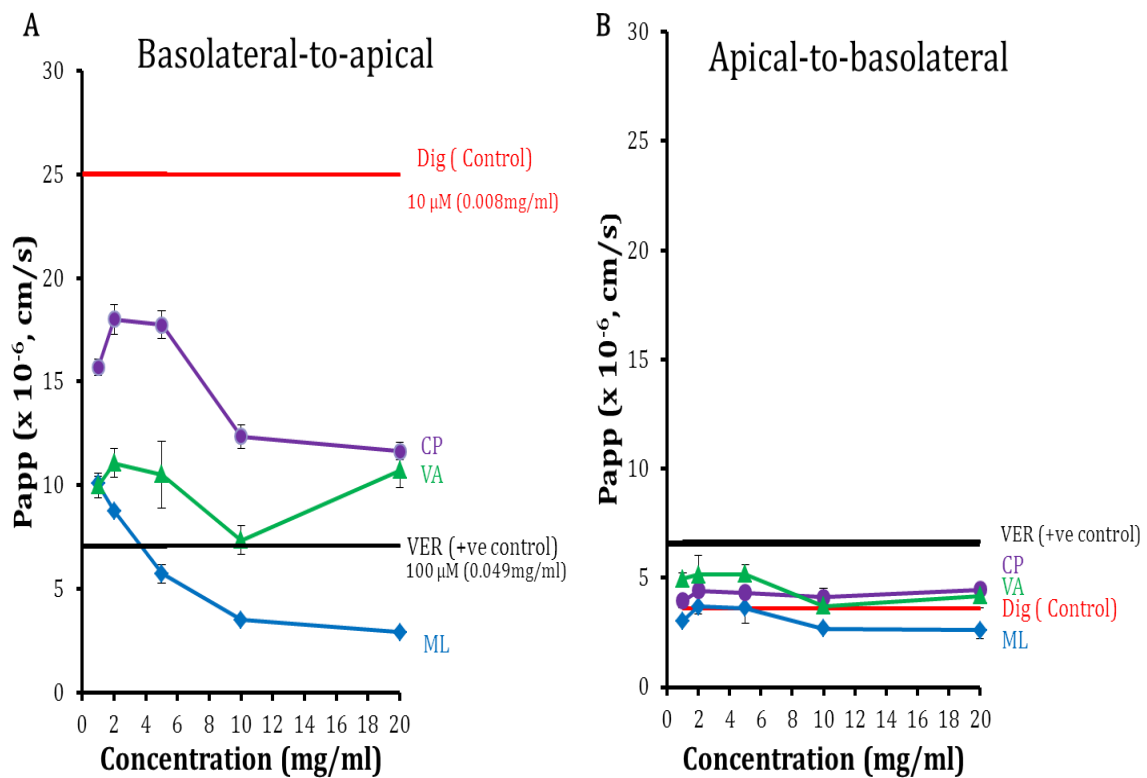 A
Basolateral-to-apical
30
25
20
15
10
5
0
Papp (x 10⁻⁶, cm/s)
Dig ( Control)
10 μM (0.008mg/ml)
CP
VA
VER (+ve control)
100 μM (0.049mg/ml)
ML
0 2 4 6 8 10 12 14 16 18 20
Concentration (mg/ml)
B
Apical-to-basolateral
30
25
20
15
10
5
0
Papp (x 10⁻⁶, cm/s)
VER (+ve control)
CP
VA
Dig ( Control)
ML
0 2 4 6 8 10 12 14 16 18 20
Concentration (mg/ml)